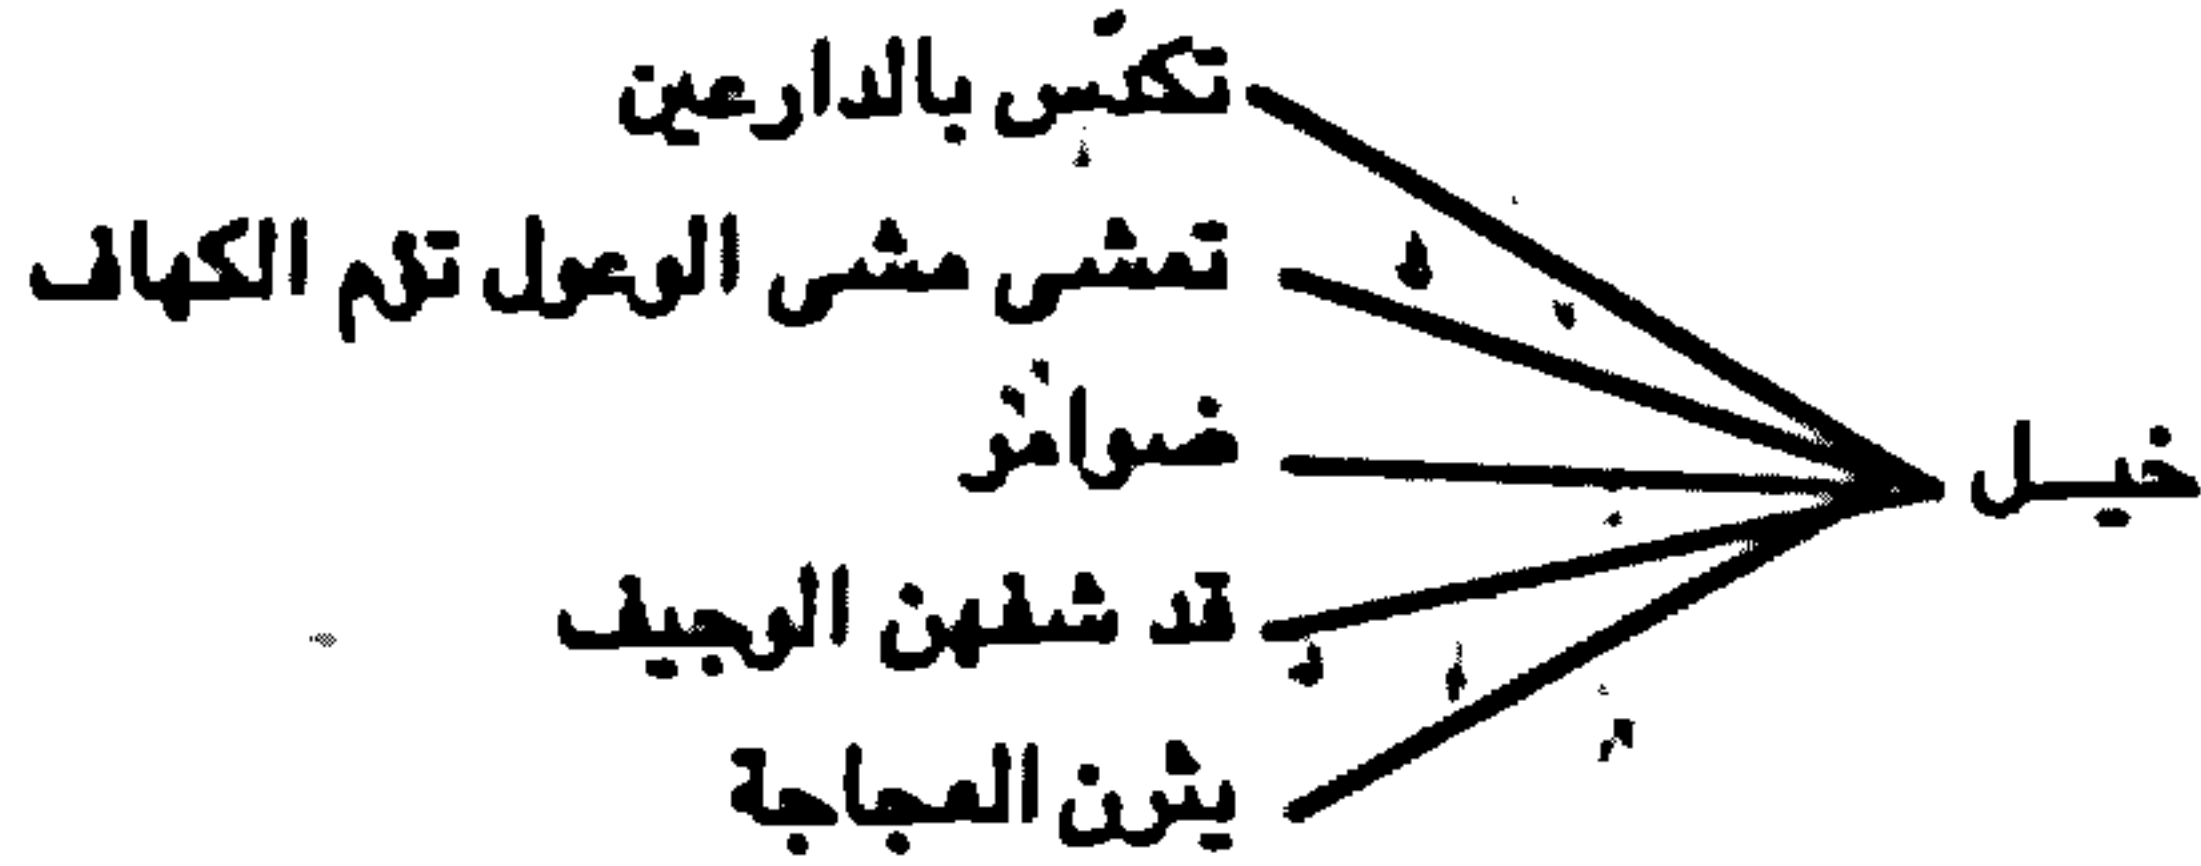 خيل
تكدّس بالدارعين
تمشى مشى الوعول تؤم الكهاف
ضوامر
قد شفهن الوجيف
يثرن العجاجة